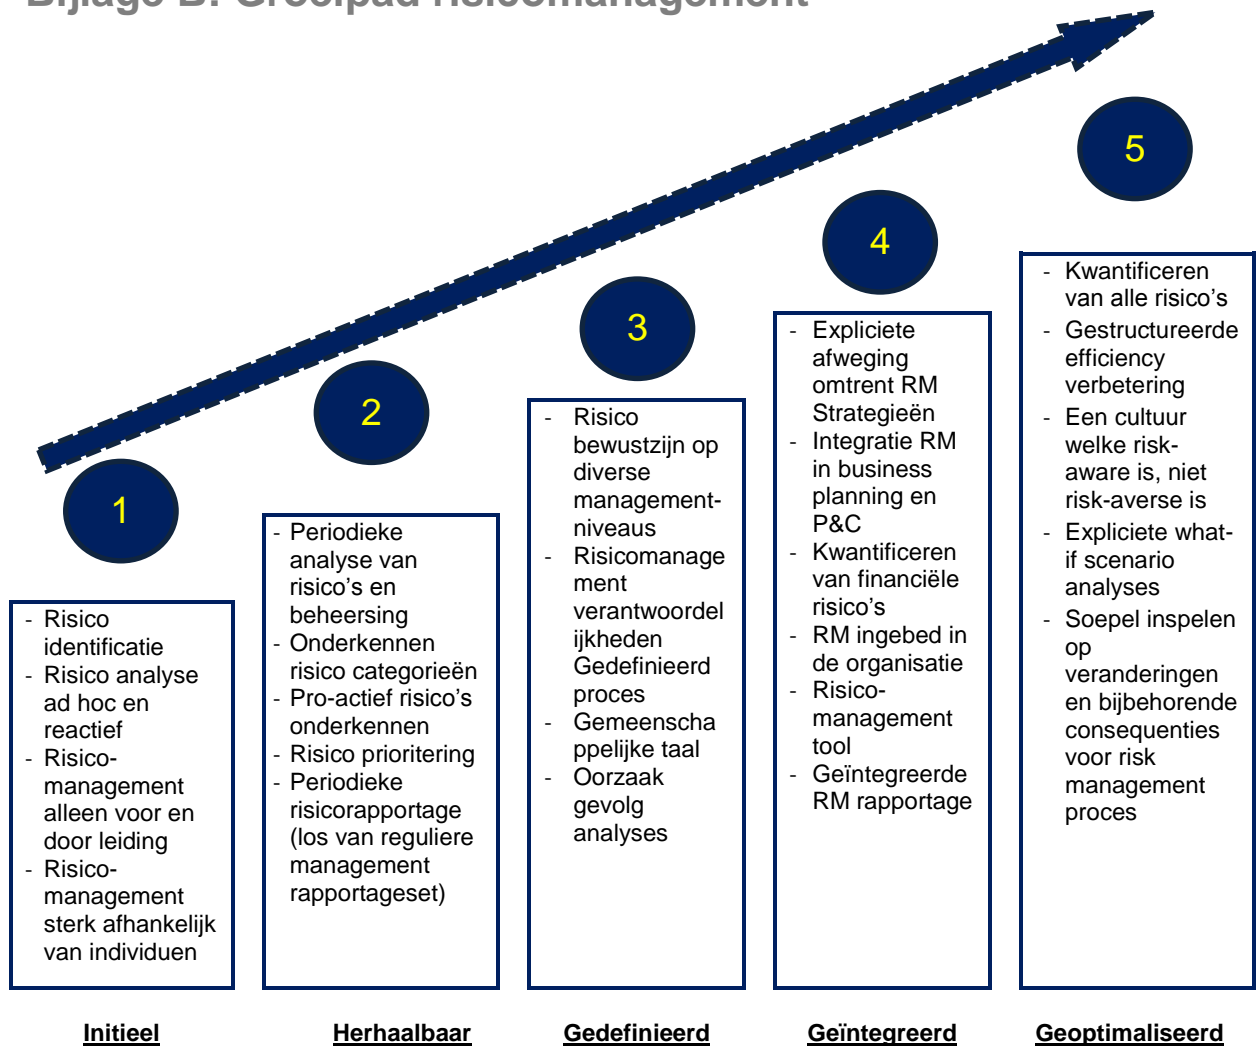 Bijlage B: Groeipad risicomanagement
5
4
3
2
1
- Risico
identificatie
- Risico analyse
ad hoc en
reactief
- Risico-
management
alleen voor en
door leiding
- Risico-
management
sterk afhankelijk
van individuen
- Periodieke
analyse van
risico’s en
beheersing
- Onderkennen
risico categorieën
- Pro-actief risico’s
onderkennen
- Risico prioritering
- Periodieke
risicorapportage
(los van reguliere
management
rapportageset)
- Risico
bewustzijn op
diverse
management-
niveaus
- Risicomanage
ment
verantwoordel
ijkheden
Gedefinieerd
proces
- Gemeenscha
ppelijke taal
- Oorzaak
gevolg
analyses
- Expliciete
afweging
omtrent RM
Strategieën
- Integratie RM
in business
planning en
P&C
- Kwantificeren
van financiële
risico’s
- RM ingebed in
de organisatie
- Risico-
management
tool
- Geïntegreerde
RM rapportage
- Kwantificeren
van alle risico’s
- Gestructureerde
efficiency
verbetering
- Een cultuur
welke risk-
aware is, niet
risk-averse is
- Expliciete what-
if scenario
analyses
- Soepel inspelen
op
veranderingen
en bijbehorende
consequenties
voor risk
management
proces
Initieel
Herhaalbaar
Gedefinieerd
Geïntegreerd
Geoptimaliseerd